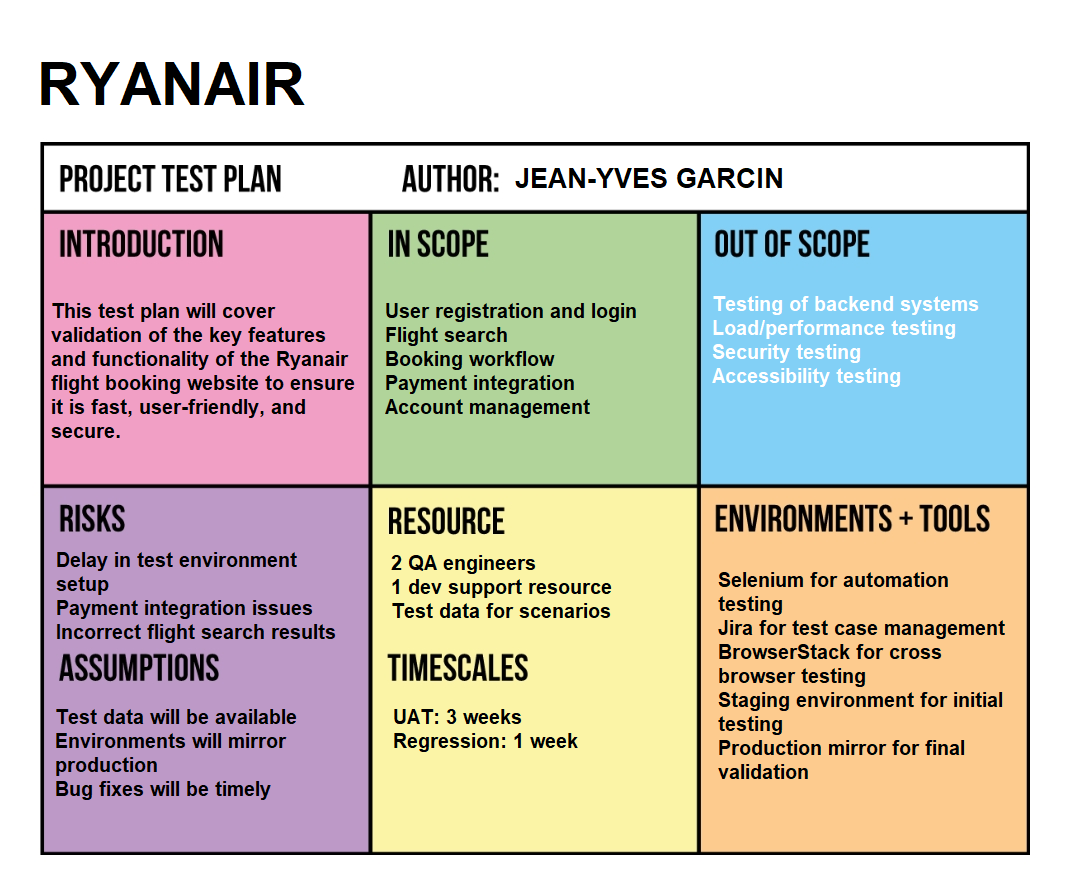 RYANAIR
PROJECT TEST PLAN
AUTHOR: JEAN-YVES GARCIN
INTRODUCTION
This test plan will cover
validation of the key features
and functionality of the Ryanair
flight booking website to ensure
it is fast, user-friendly, and
secure.
IN SCOPE
User registration and login
Flight search
Booking workflow
Payment integration
Account management
OUT OF SCOPE
Testing of backend systems
Load/performance testing
Security testing
Accessibility testing
RISKS
Delay in test environment
setup
Payment integration issues
Incorrect flight search results
ASSUMPTIONS
Test data will be available
Environments will mirror
production
Bug fixes will be timely
RESOURCE
2 QA engineers
1 dev support resource
Test data for scenarios
TIMESCALES
UAT: 3 weeks
Regression: 1 week
ENVIRONMENTS + TOOLS
Selenium for automation
testing
Jira for test case management
BrowserStack for cross
browser testing
Staging environment for initial
testing
Production mirror for final
validation